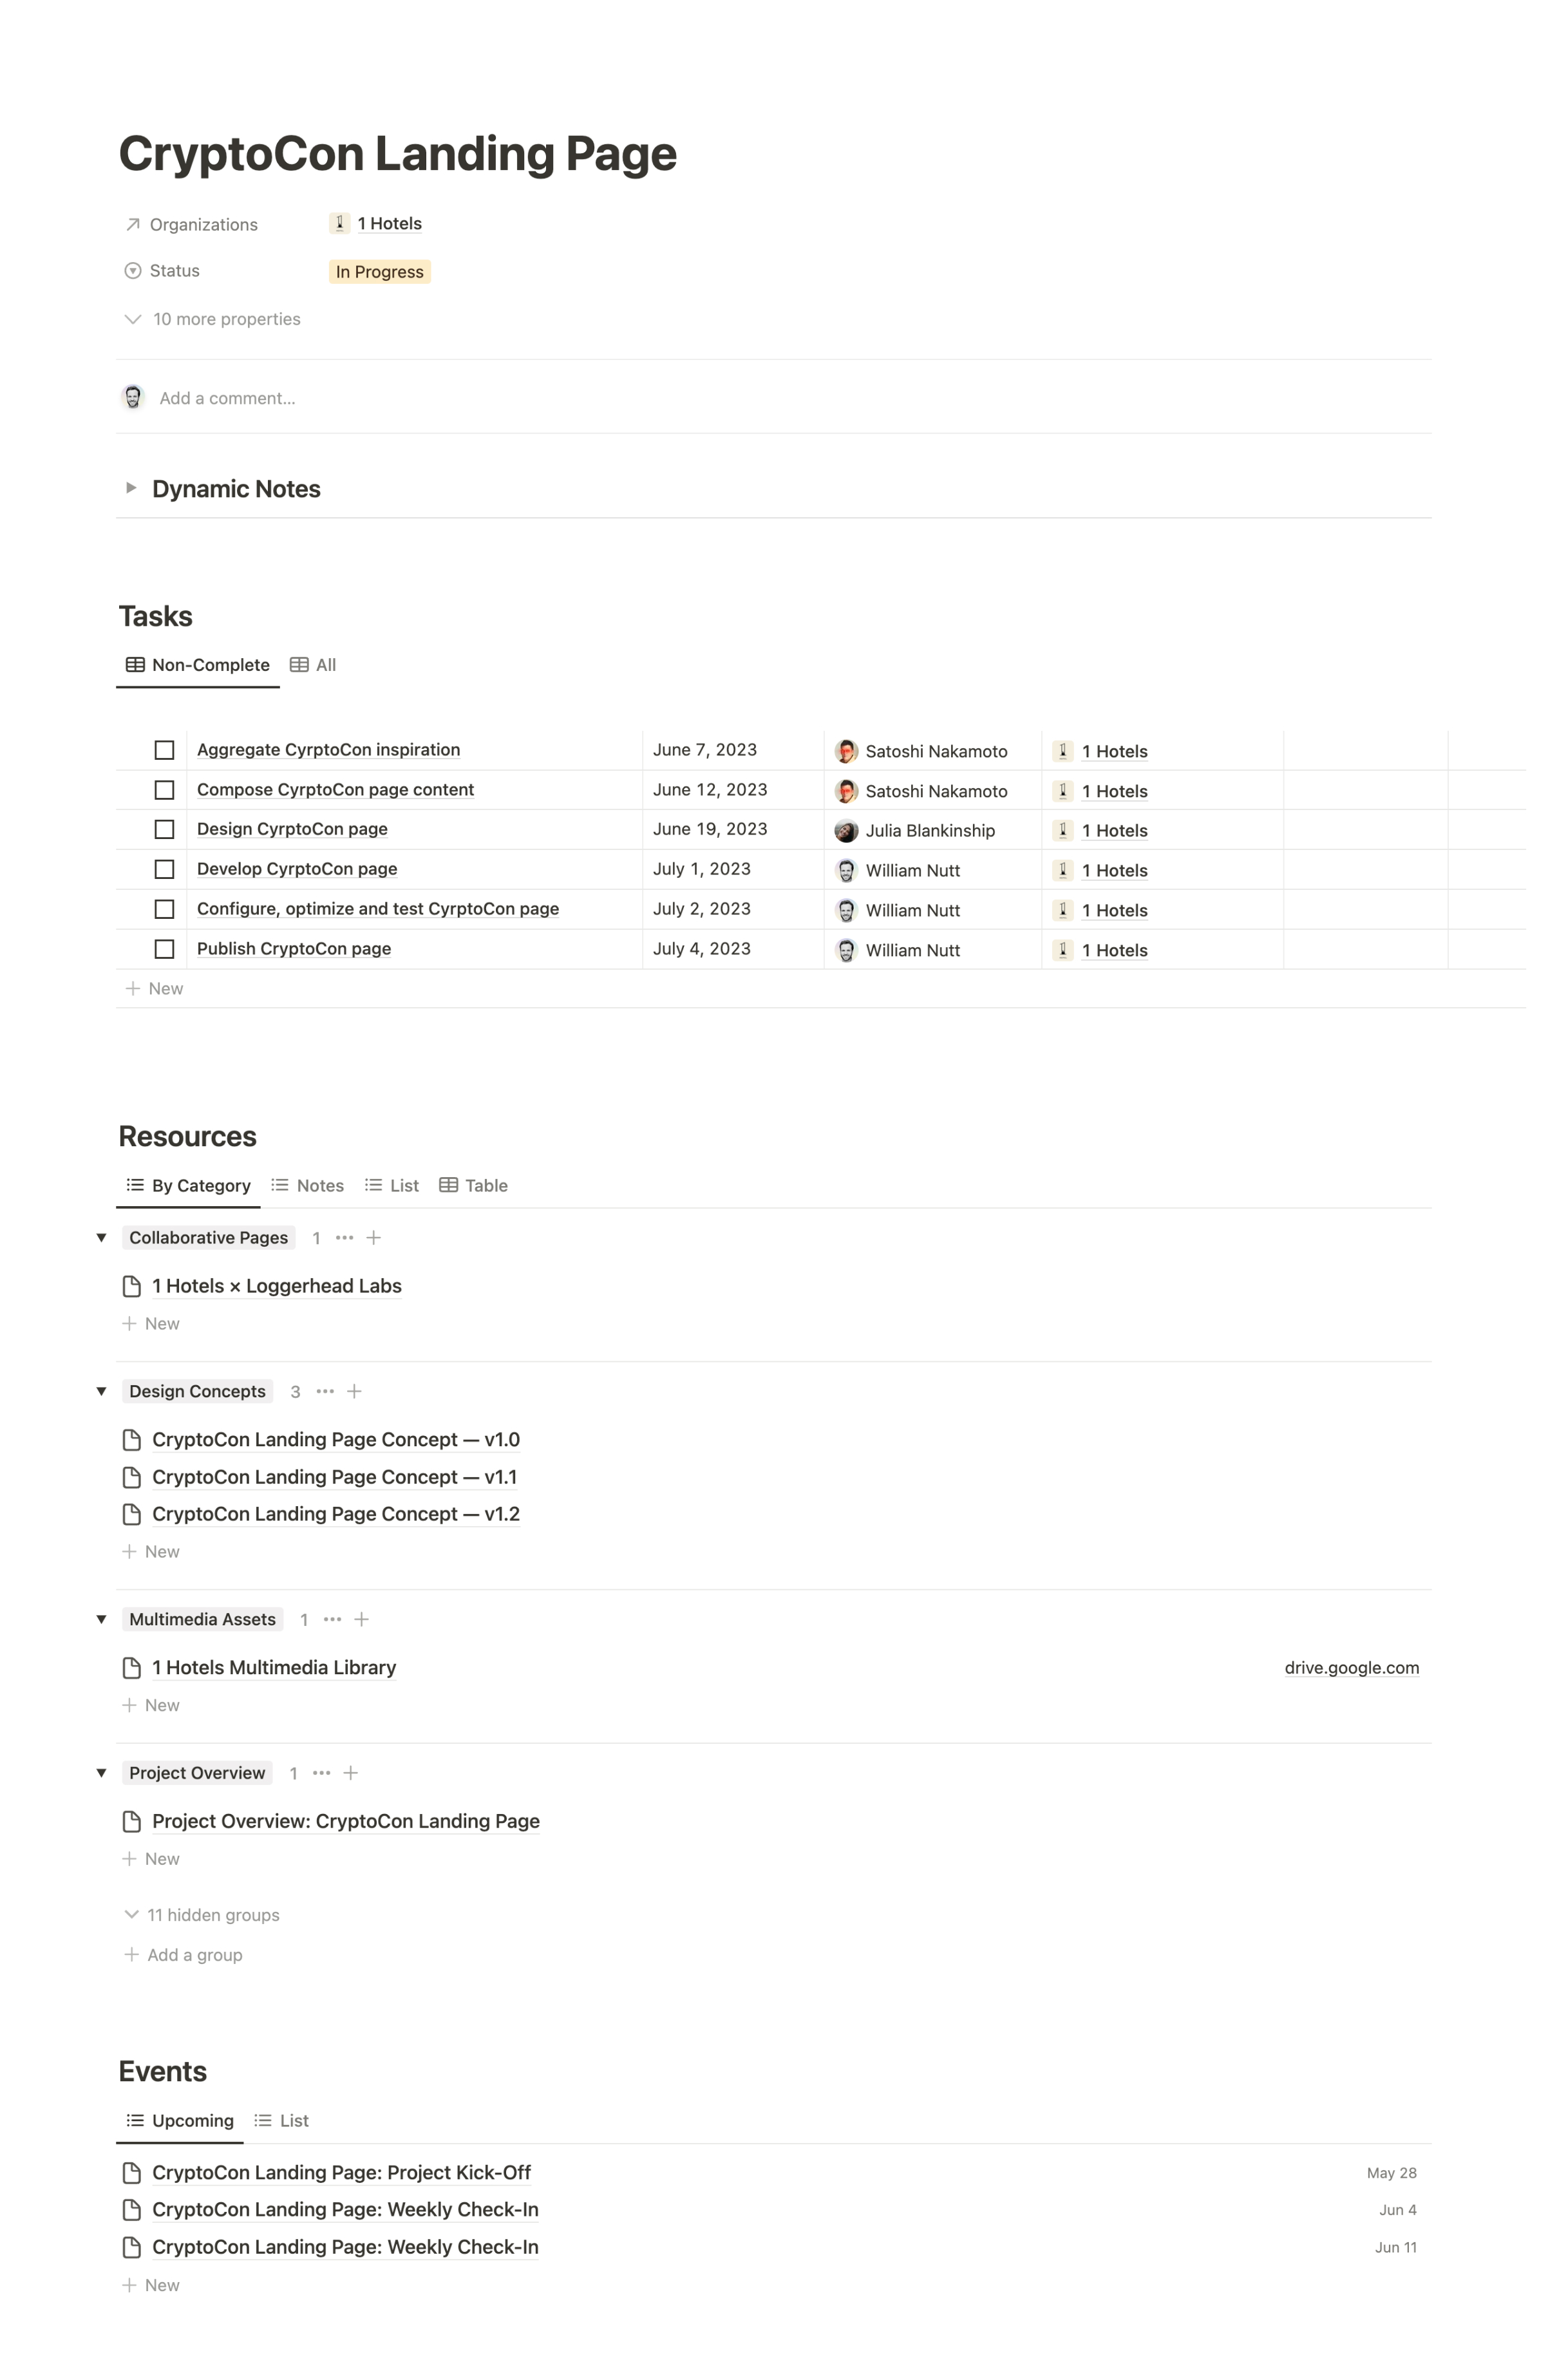 CryptoCon Landing Page
Organizations 1 Hotels
Status In Progress
10 more properties
Add a comment...
Dynamic Notes
Tasks
Non-Complete All
Aggregate CyrptoCon inspiration June 7, 2023 Satoshi Nakamoto 1 Hotels
Compose CyrptoCon page content June 12, 2023 Satoshi Nakamoto 1 Hotels
Design CyrptoCon page June 19, 2023 Julia Blankinship 1 Hotels
Develop CyrptoCon page July 1, 2023 William Nutt 1 Hotels
Configure, optimize and test CyrptoCon page July 2, 2023 William Nutt 1 Hotels
Publish CryptoCon page July 4, 2023 William Nutt 1 Hotels
+ New
Resources
By Category Notes List Table
Collaborative Pages 1 ••• +
1 Hotels × Loggerhead Labs
+ New
Design Concepts 3 ••• +
CryptoCon Landing Page Concept — v1.0
CryptoCon Landing Page Concept — v1.1
CryptoCon Landing Page Concept — v1.2
+ New
Multimedia Assets 1 ••• +
1 Hotels Multimedia Library drive.google.com
+ New
Project Overview 1 ••• +
Project Overview: CryptoCon Landing Page
+ New
11 hidden groups
+ Add a group
Events
Upcoming List
CryptoCon Landing Page: Project Kick-Off May 28
CryptoCon Landing Page: Weekly Check-In Jun 4
CryptoCon Landing Page: Weekly Check-In Jun 11
+ New